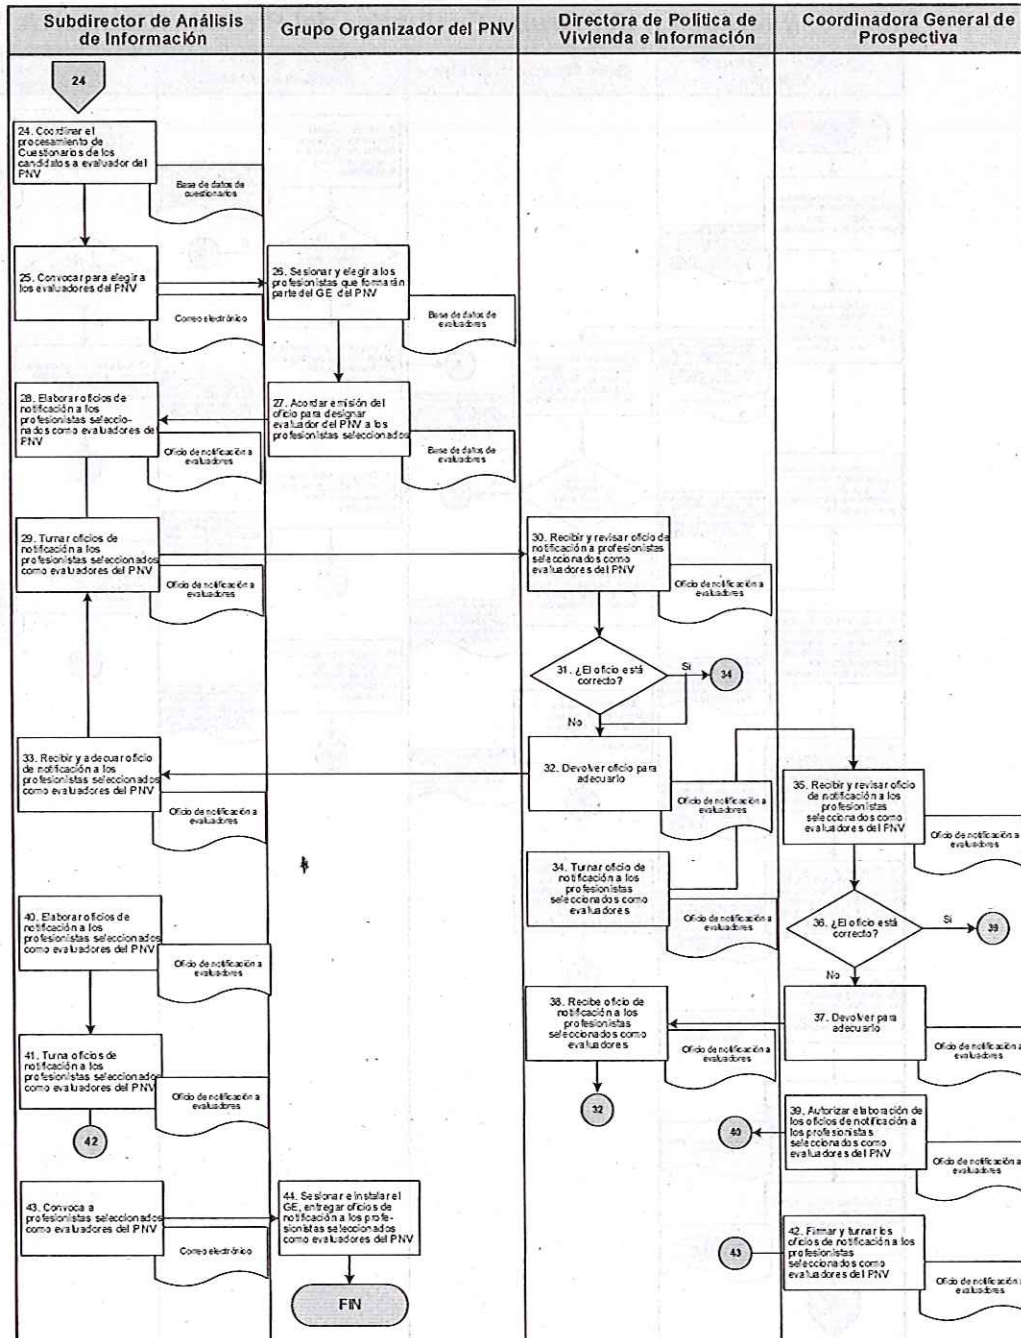 Subdirector de Análisis
de Información
Grupo Organizador del PNV
Directora de Política de
Vivienda e Información
Coordinadora General de
Prospectiva
24
24. Coordinar el
procesamiento de
Cuestionarios de los
candidatos a evaluador del
PNV
Base de datos de
cuestionarios
25. Convocar para elegir a
los evaluadores del PNV
Correo electrónico
26. Sesionar y elegir a los
profesionistas que formarán
parte del GE del PNV
Base de datos de
evaluadores
28. Elaborar oficios de
notificación a los
profesionistas seleccio-
nados como evaluadores del
PNV
Oficio de notificación a
evaluadores
27. Acordar emisión del
oficio para designar
evaluador del PNV a los
profesionistas seleccionados
Base de datos de
evaluadores
29. Turnar oficios de
notificación a los
profesionistas seleccionados
como evaluadores del PNV
Oficio de notificación a
evaluadores
30. Recibir y revisar oficio de
notificación a profesionistas
seleccionados como
evaluadores del PNV
Oficio de notificación a
evaluadores
31. ¿El oficio está
correcto?
Si
34
No
33. Recibir y adecuar oficio
de notificación a los
profesionistas seleccionados
como evaluadores del PNV
Oficio de notificación a
evaluadores
32. Devolver oficio para
adecuarlo
Oficio de notificación a
evaluadores
35. Recibir y revisar oficio
de notificación a los
profesionistas
seleccionados como
evaluadores del PNV
Oficio de notificación a
evaluadores
34. Turnar oficio de
notificación a los
profesionistas
seleccionados como
evaluadores
Oficio de notificación a
evaluadores
36. ¿El oficio está
correcto?
Si
39
No
40. Elaborar oficios de
notificación a los
profesionistas seleccionados
como evaluadores del PNV
Oficio de notificación a
evaluadores
38. Recibe oficio de
notificación a los
profesionistas
seleccionados como
evaluadores
Oficio de notificación a
evaluadores
37. Devolver para
adecuarlo
Oficio de notificación a
evaluadores
41. Turna oficios de
notificación a los
profesionistas seleccionados
como evaluadores del PNV
Oficio de notificación a
evaluadores
42
32
40
39. Autorizar elaboración de
los oficios de notificación a
los profesionistas
seleccionados como
evaluadores del PNV
Oficio de notificación a
evaluadores
43. Convoca a
profesionistas seleccionados
como evaluadores del PNV
Correo electrónico
44. Sesionar e instalar el
GE, entregar oficios de
notificación a los profe-
sionistas seleccionados
como evaluadores del PNV
43
42. Firmar y turnar los
oficios de notificación a los
profesionistas
seleccionados como
evaluadores del PNV
Oficio de notificación a
evaluadores
FIN